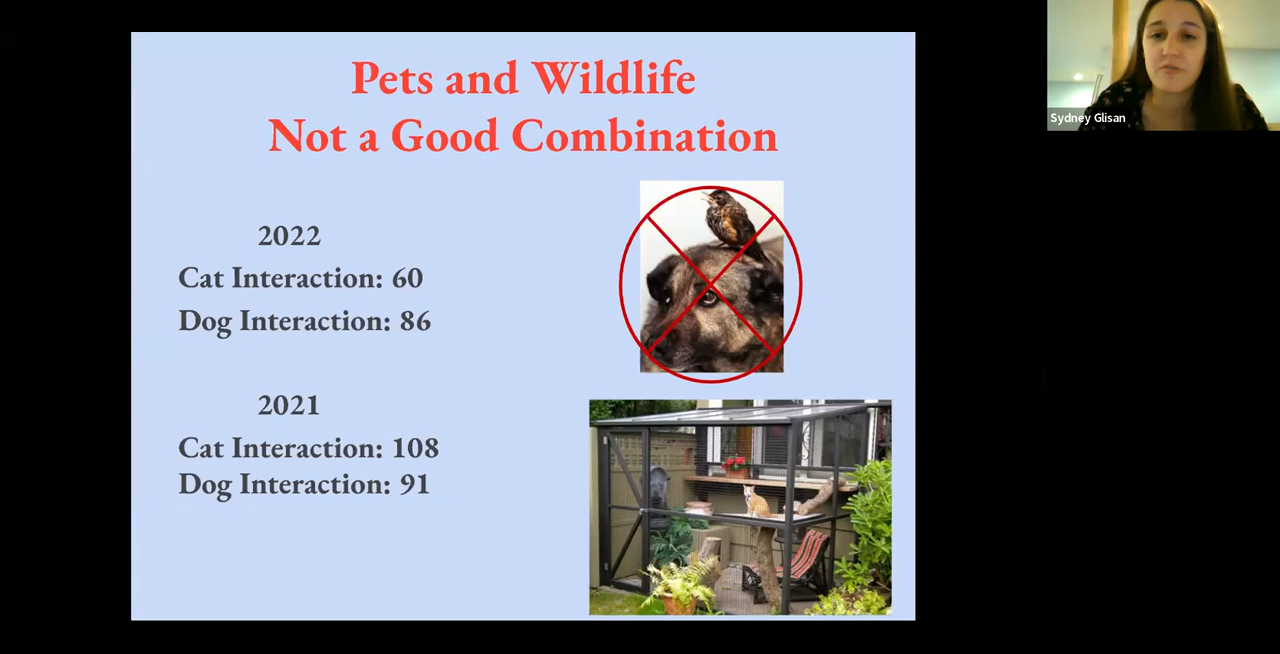 Pets and Wildlife
Not a Good Combination
2022
Cat Interaction: 60
Dog Interaction: 86
2021
Cat Interaction: 108
Dog Interaction: 91
Sydney Glisan